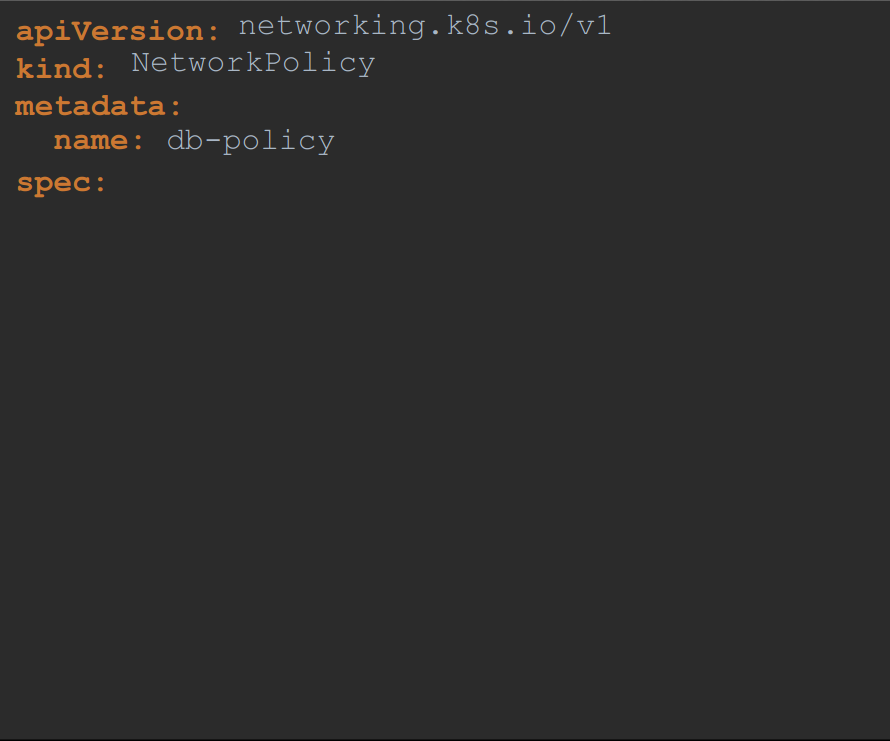 apiVersion: networking.k8s.io/v1
kind: NetworkPolicy
metadata:
  name: db-policy
spec: